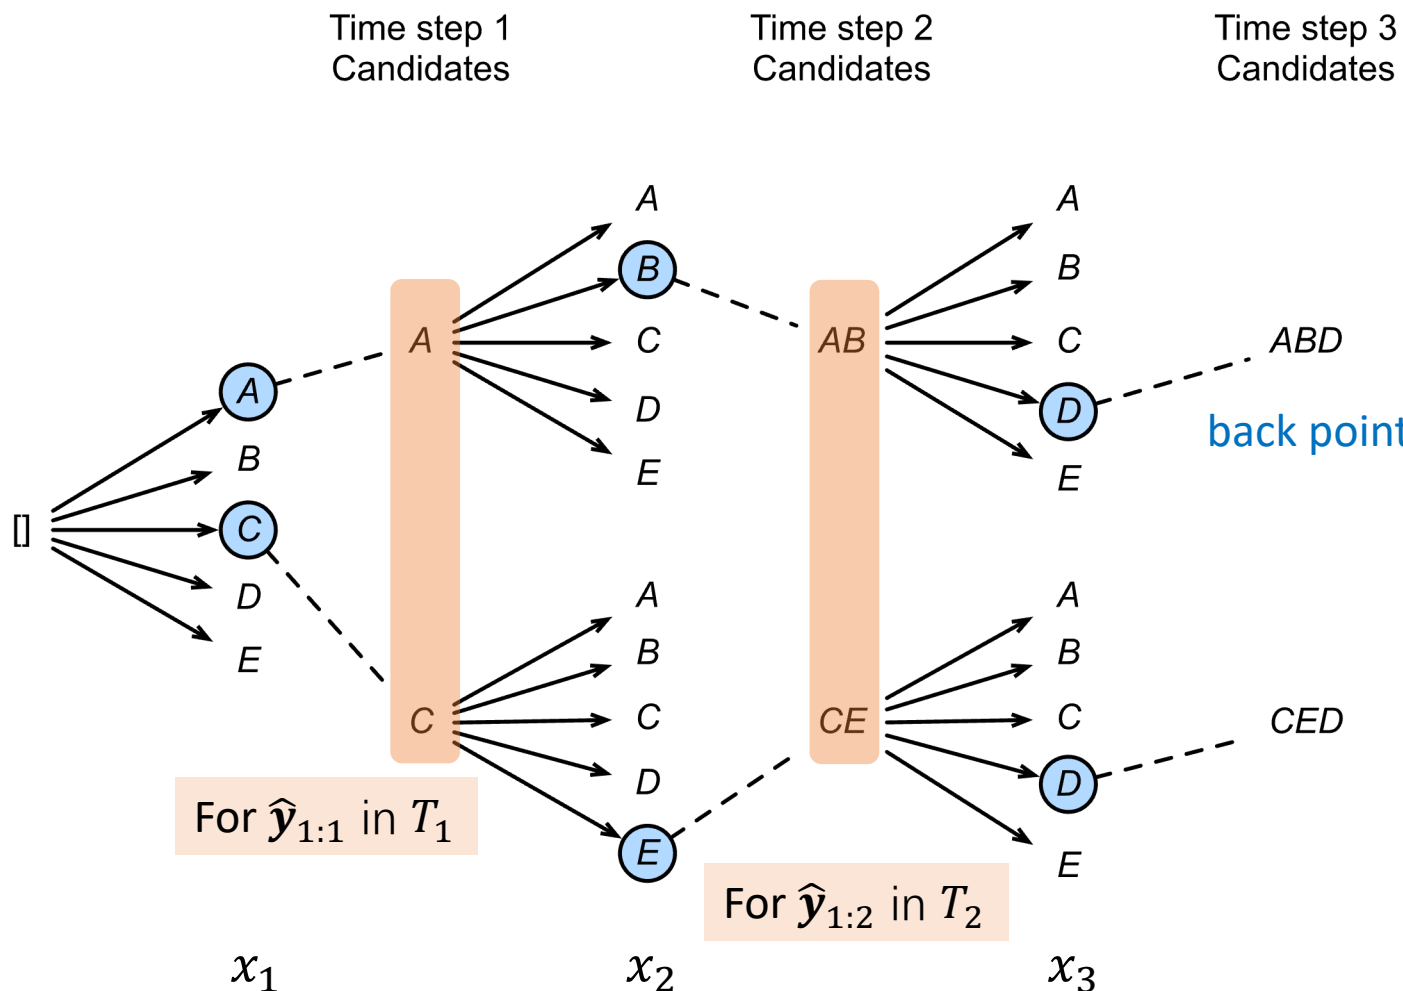 Time step 1
Candidates
Time step 2
Candidates
Time step 3
Candidates
[]
A
B
C
D
E
A
C
For ŷ1:1 in T1
A
B
C
D
E
A
B
C
D
E
AB
CE
For ŷ1:2 in T2
A
B
C
D
E
A
B
C
D
E
ABD
back point
CED
x1
x2
x3